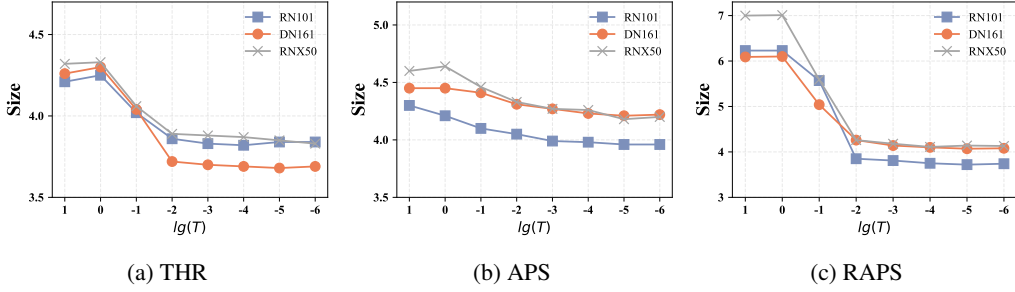 RN101
DN161
RNX50
4.5
4.0
3.5
Size
1 0 -1 -2 -3 -4 -5 -6
lg(T)
(a) THR
RN101
DN161
RNX50
5.0
4.5
4.0
3.5
Size
1 0 -1 -2 -3 -4 -5 -6
lg(T)
(b) APS
RN101
DN161
RNX50
7
6
5
4
3
Size
1 0 -1 -2 -3 -4 -5 -6
lg(T)
(c) RAPS